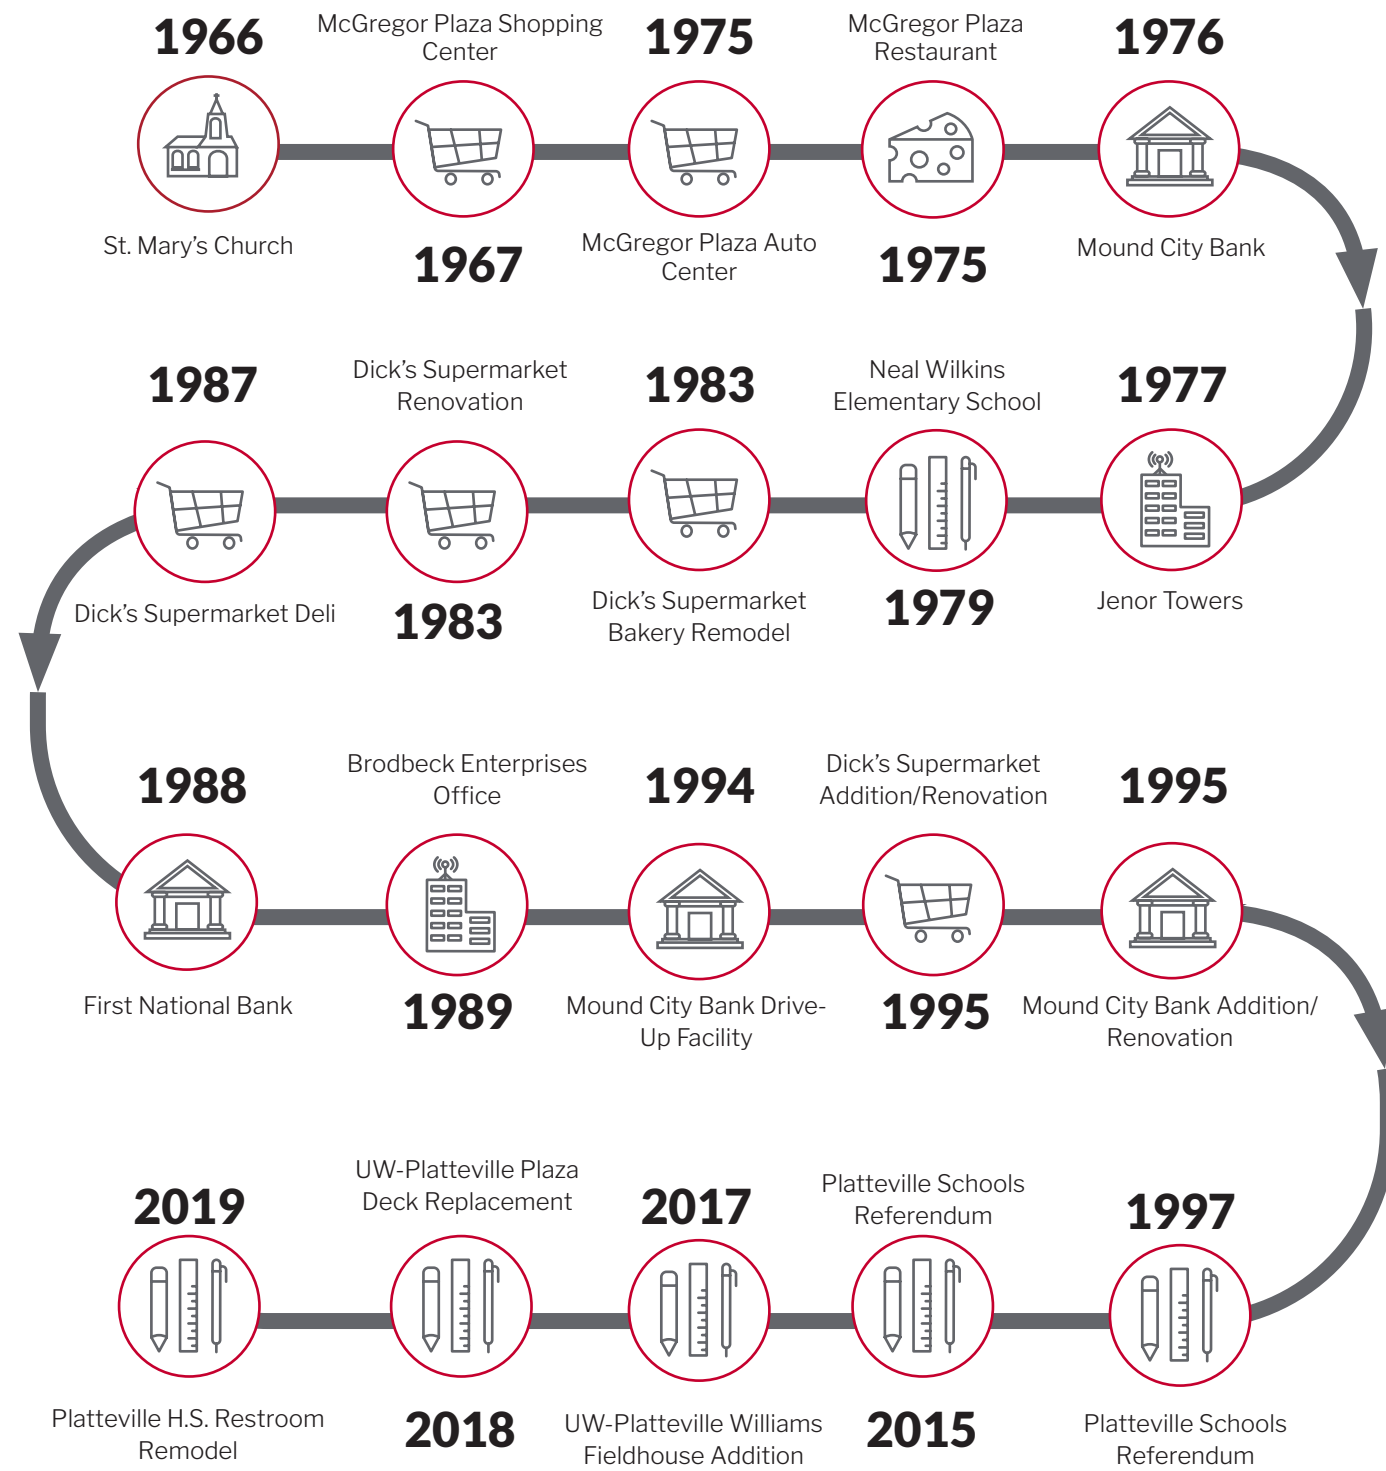 1966
McGregor Plaza Shopping
Center
1975
McGregor Plaza
Restaurant
1976
St. Mary’s Church
1967
McGregor Plaza Auto
Center
1975
Mound City Bank
1987
Dick’s Supermarket
Renovation
1983
Neal Wilkins
Elementary School
1977
Dick’s Supermarket Deli
1983
Dick’s Supermarket
Bakery Remodel
1979
Jenor Towers
1988
Brodbeck Enterprises
Office
1994
Dick’s Supermarket
Addition/Renovation
1995
First National Bank
1989
Mound City Bank Drive-
Up Facility
1995
Mound City Bank Addition/
Renovation
2019
UW-Platteville Plaza
Deck Replacement
2017
Platteville Schools
Referendum
1997
Platteville H.S. Restroom
Remodel
2018
UW-Platteville Williams
Fieldhouse Addition
2015
Platteville Schools
Referendum